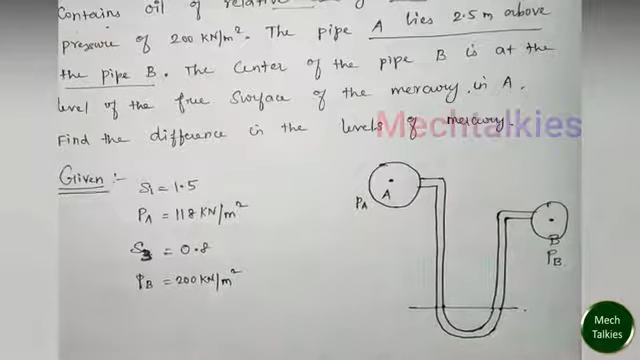 Contains oil of relative
pressure of 200 KN/m². The pipe A lies 2.5 m above
the pipe B. The Center of the pipe B is at the
level of the free Surface of the mercury in A.
Find the difference in the levels of mercury.
Mechtalkies
Given :-
S₁ = 1.5
P_A = 118 KN/m²
S₃ = 0.8
P_B = 200 KN/m²
P_A
A
B
P_B
Mech
Talkies